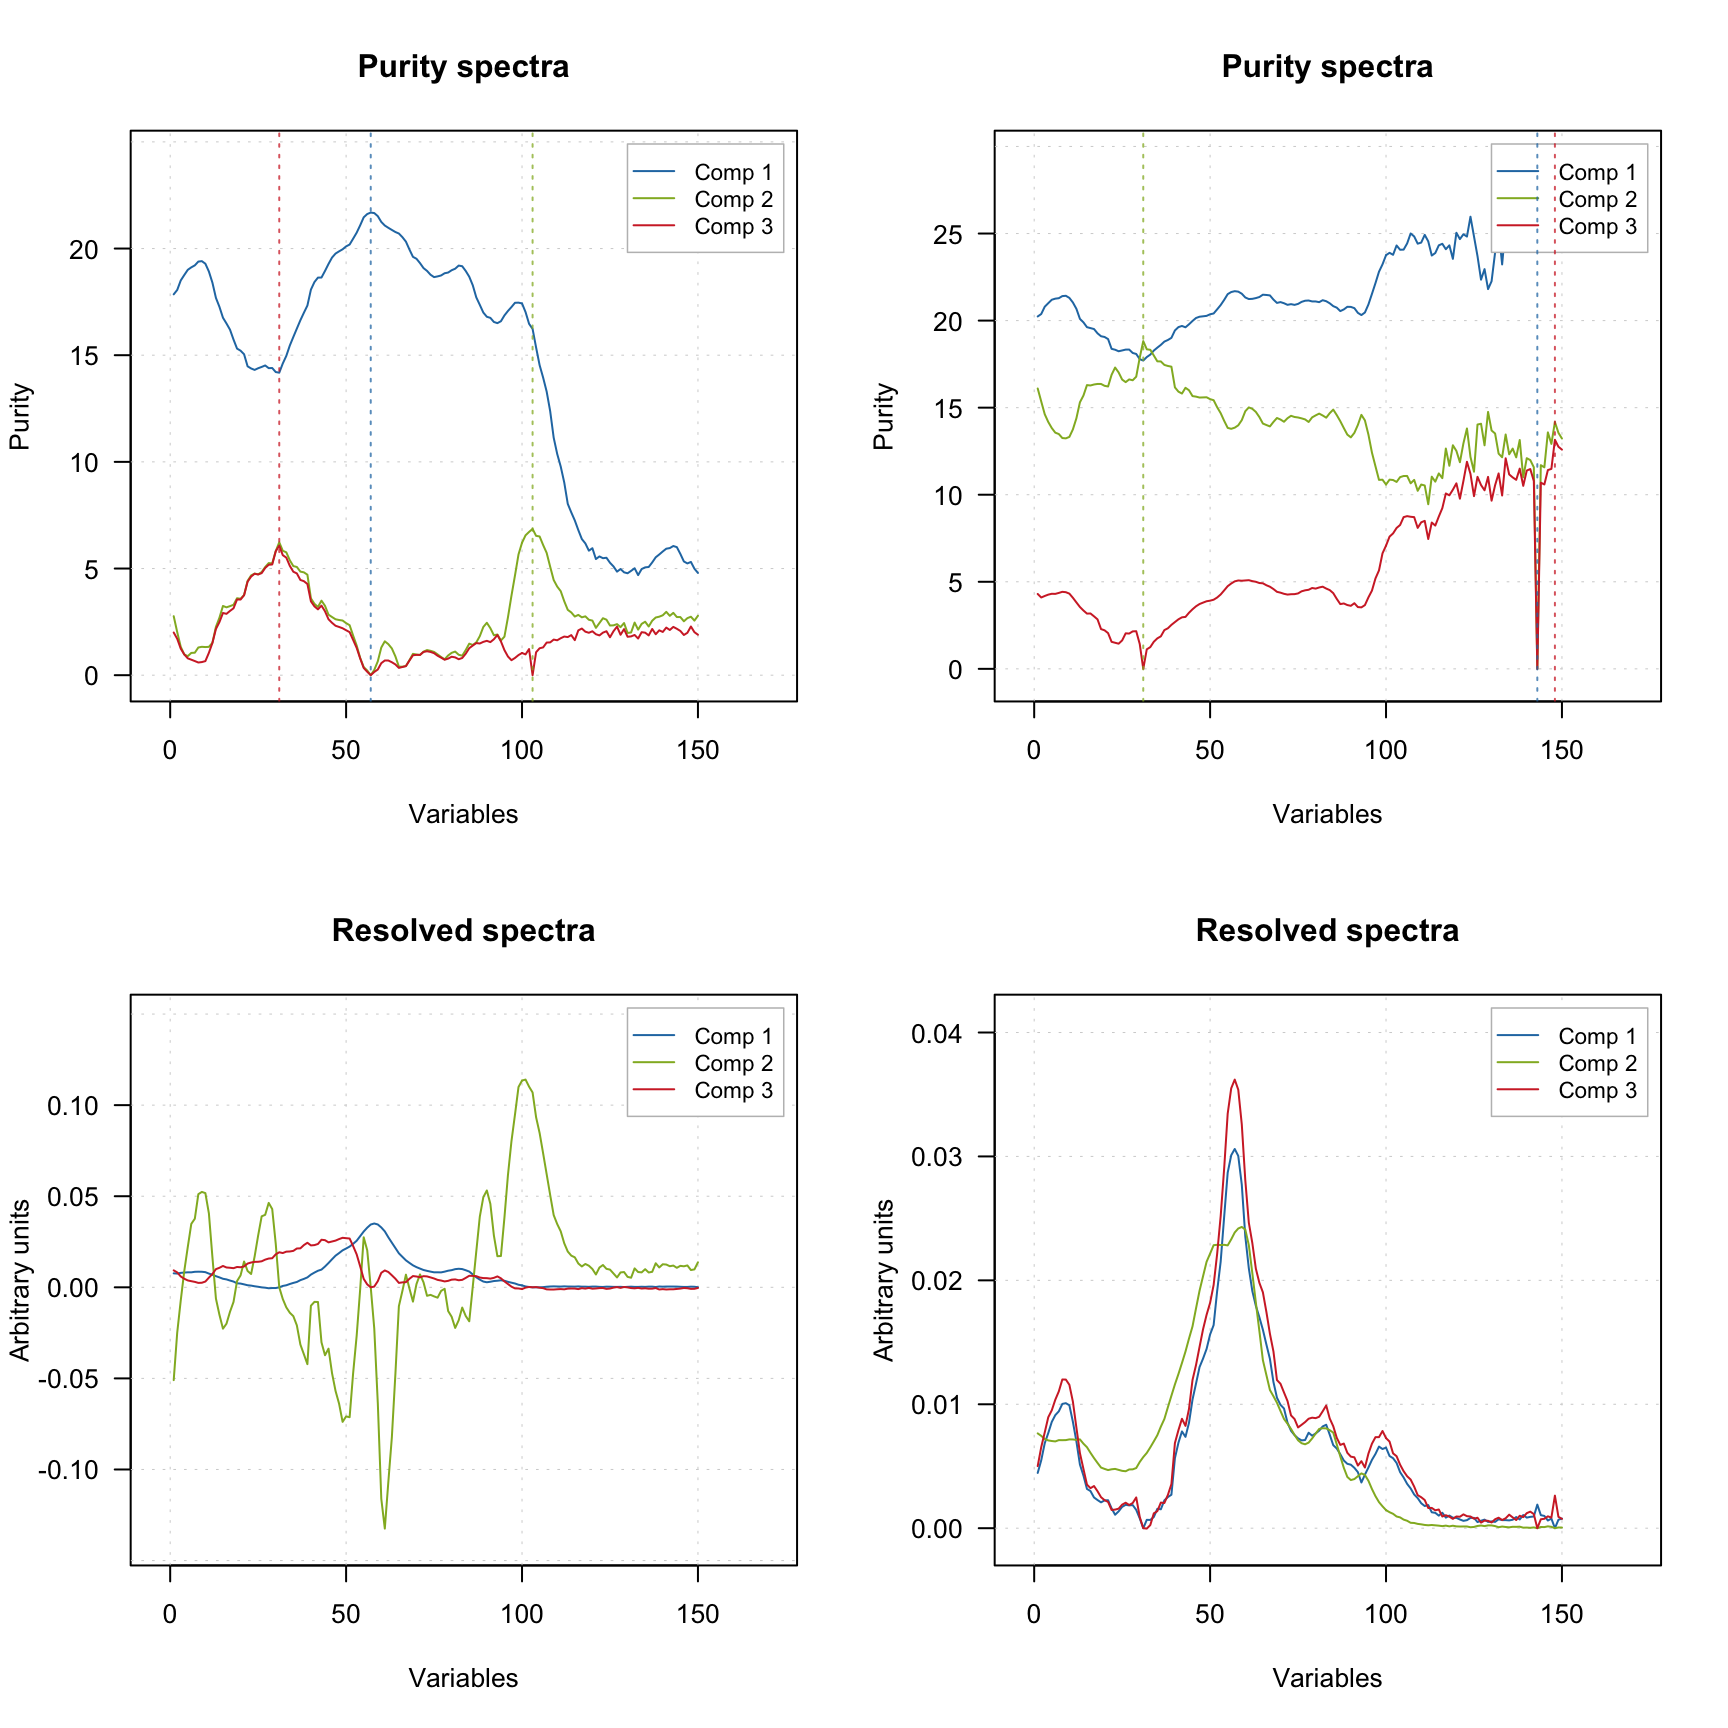 Purity spectra
Purity
20
15
10
5
0
0 50 100 150
Variables
Comp 1
Comp 2
Comp 3
Purity spectra
Purity
25
20
15
10
5
0
0 50 100 150
Variables
Comp 1
Comp 2
Comp 3
Resolved spectra
Arbitrary units
0.10
0.05
0.00
-0.05
-0.10
0 50 100 150
Variables
Comp 1
Comp 2
Comp 3
Resolved spectra
Arbitrary units
0.04
0.03
0.02
0.01
0.00
0 50 100 150
Variables
Comp 1
Comp 2
Comp 3